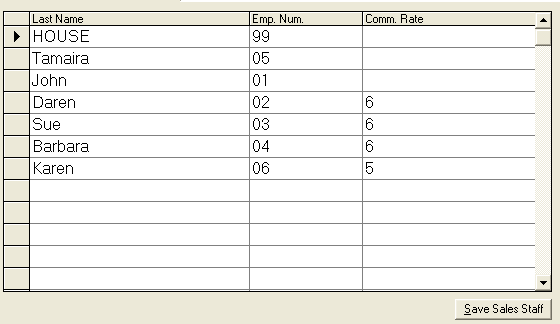 Last Name Emp. Num. Comm. Rate
HOUSE 99
Tamaira 05
John 01
Daren 02 6
Sue 03 6
Barbara 04 6
Karen 06 5
Save Sales Staff